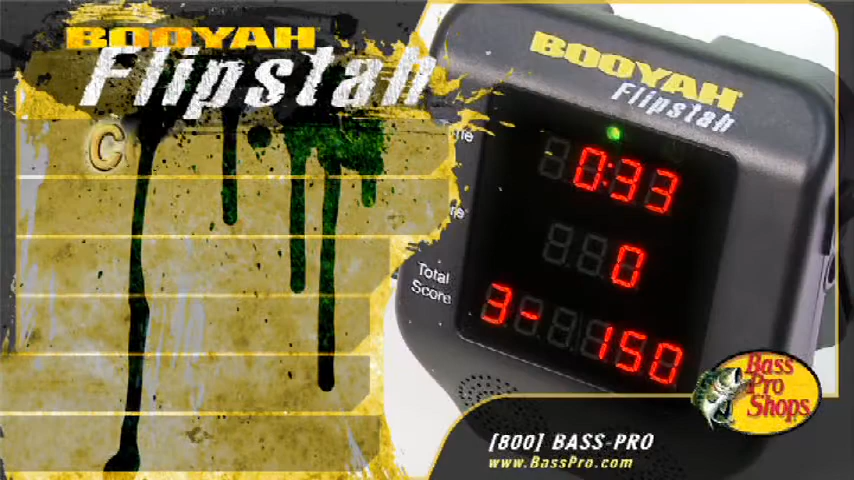 BOOYAH
Flipstah
C
BOOYAH
Flipstah
0:33
0
Total
Score
3- 150
Bass
Pro
Shops
[800] BASS-PRO
www.BassPro.com